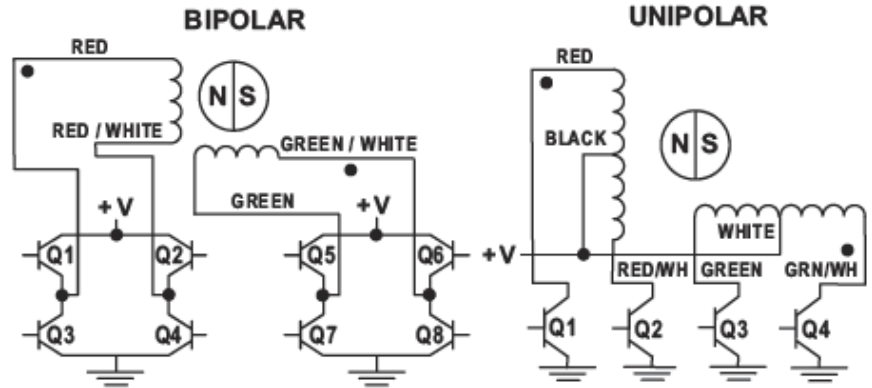 BIPOLAR
RED
N S
RED / WHITE
GREEN / WHITE
GREEN
+ V
+ V
Q1
Q2
Q5
Q6
Q3
Q4
Q7
Q8
UNIPOLAR
RED
BLACK
N S
WHITE
+ V
RED/WH
GREEN
GRN/WH
Q1
Q2
Q3
Q4